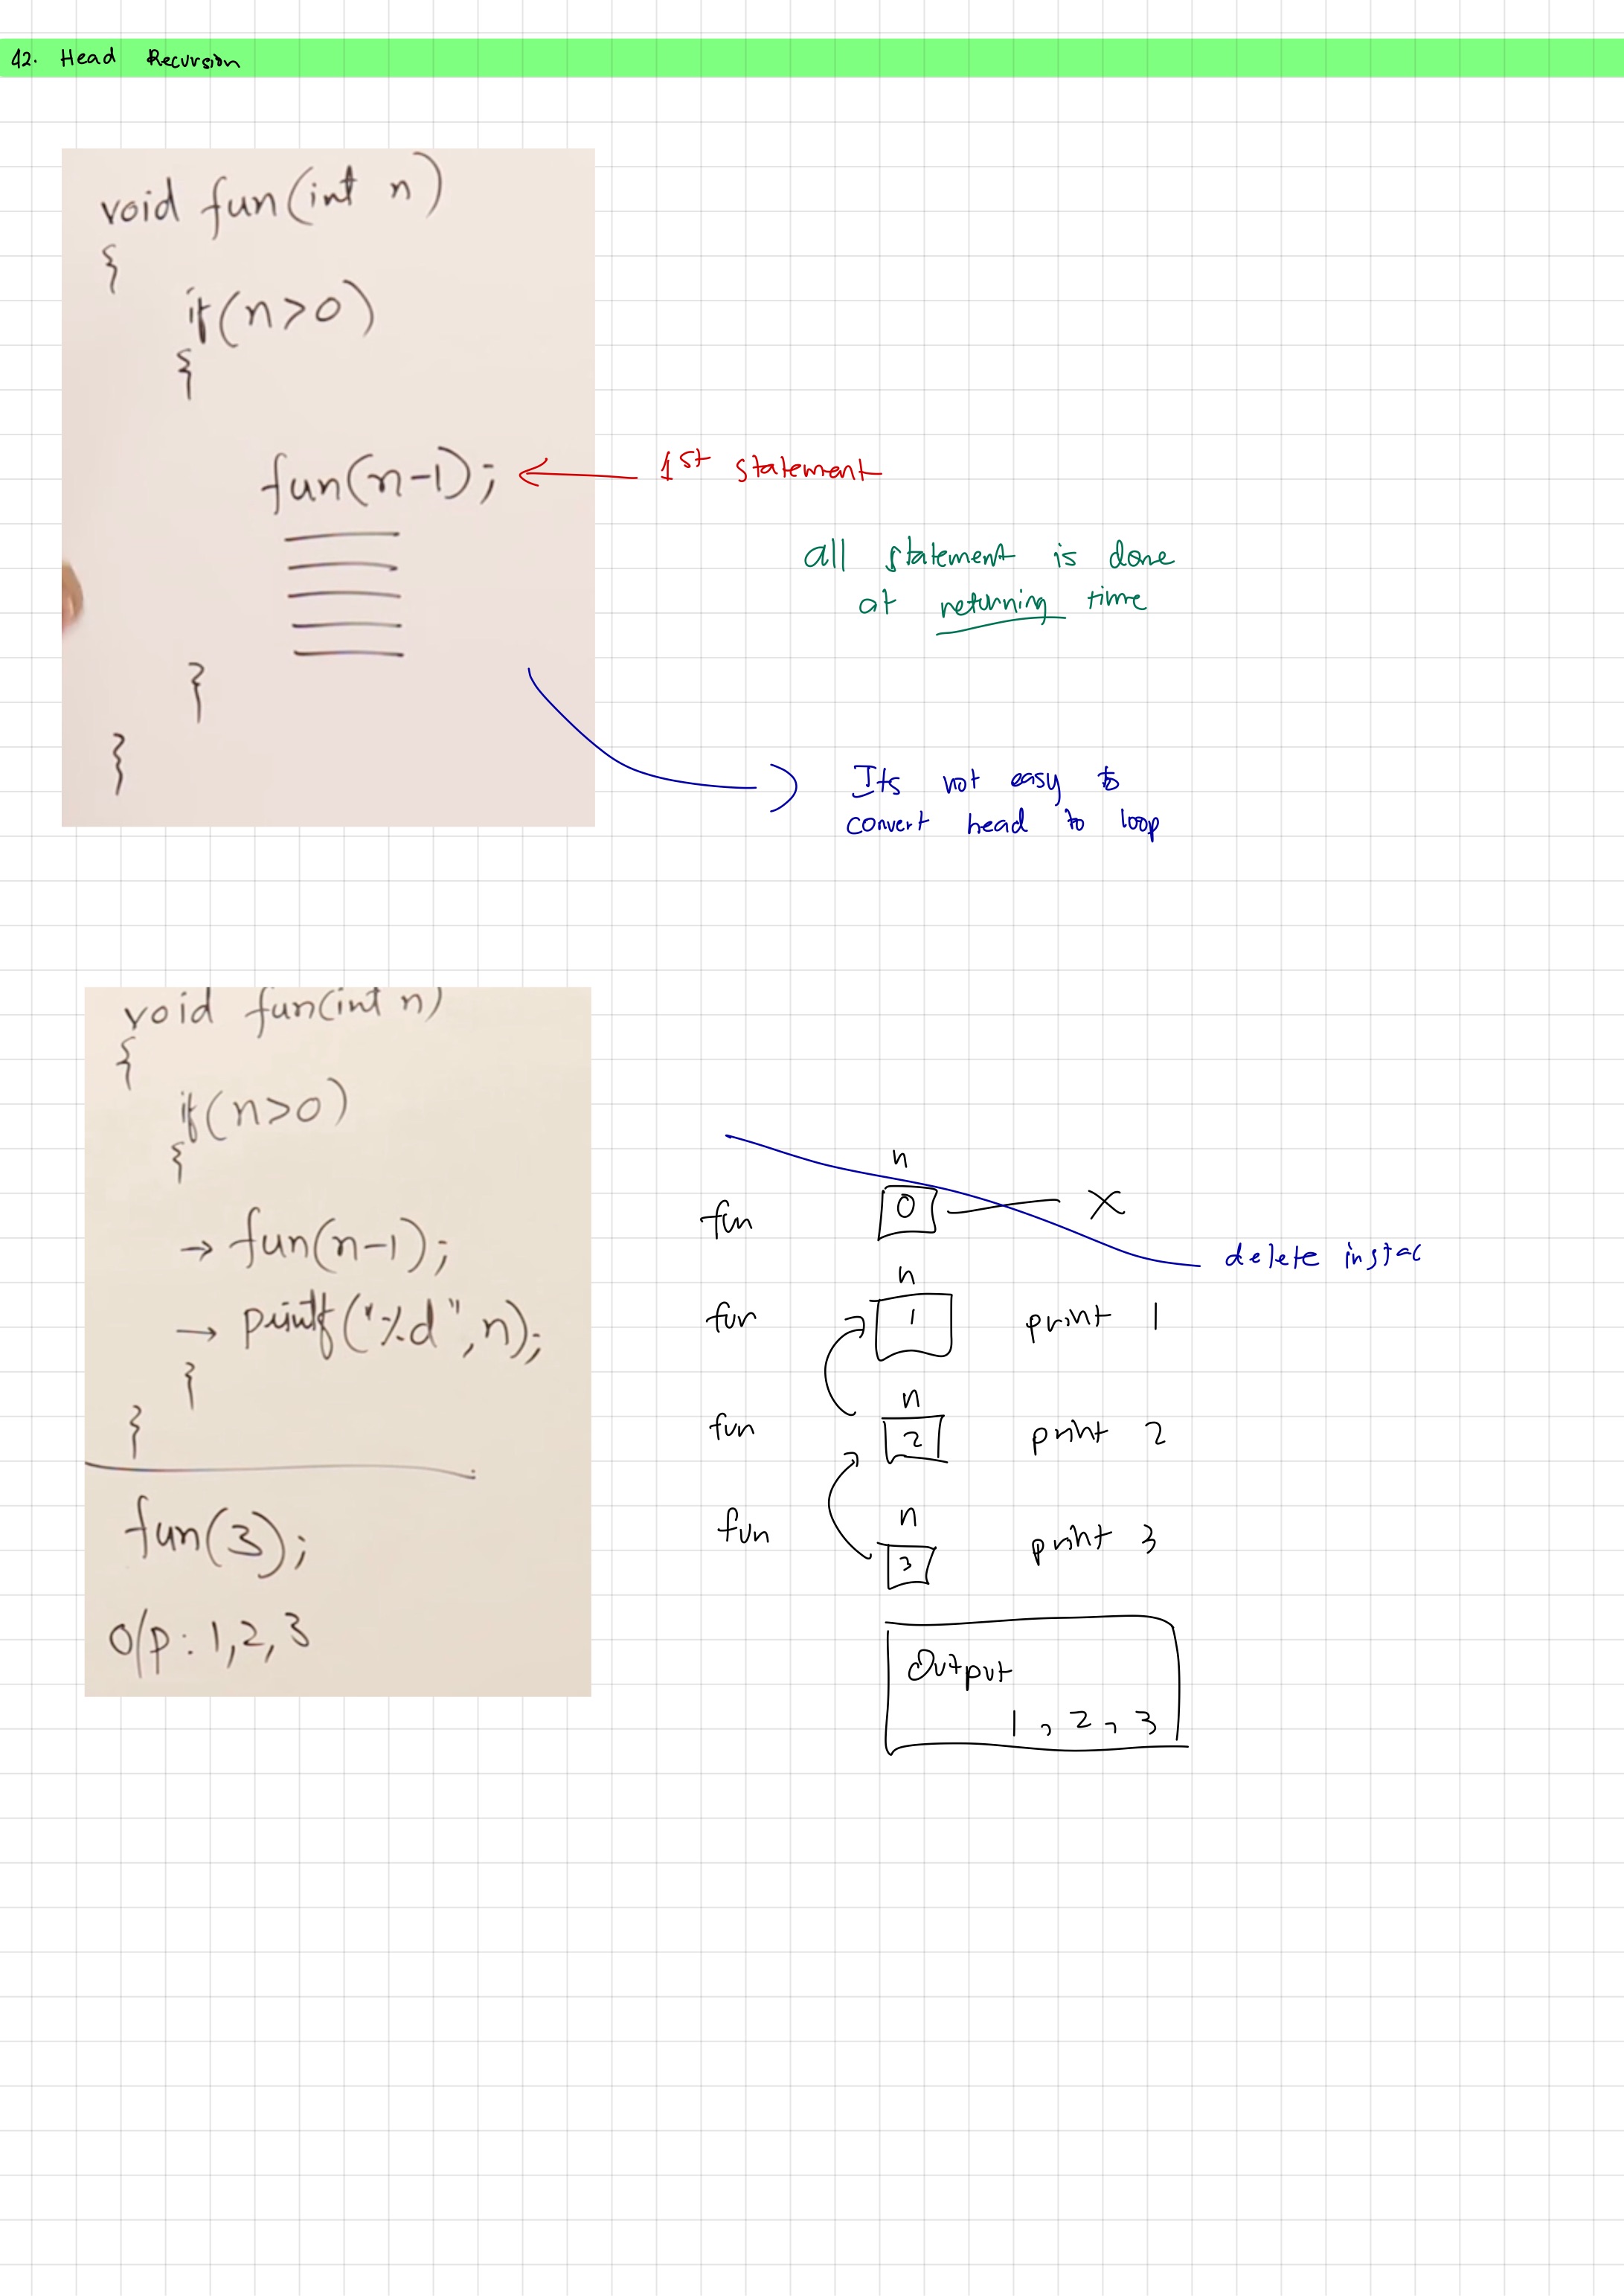 42. Head Recursion
void fun(int n)
{
if(n>0)
{
fun(n-1);
}
}
1st statement
all statement is done
at returning time
Its not easy to
convert head to loop
void fun(int n)
{
if(n>0)
{
→ fun(n-1);
→ printf("%d",n);
}
}
fun(3);
O/p: 1,2,3
n
fun 0 X
delete instac
n
fun 1 print 1
n
fun 2 print 2
n
fun 3 print 3
Output
1, 2, 3